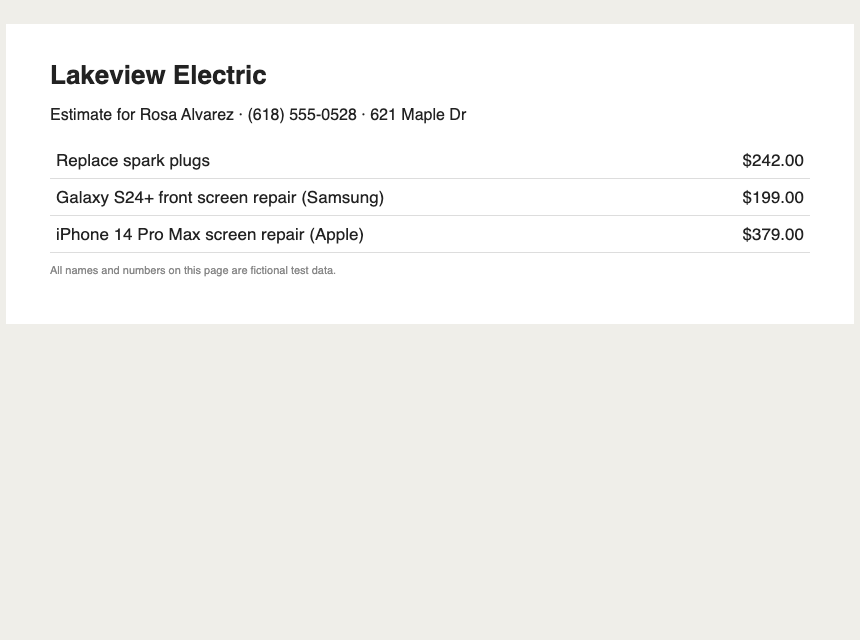 Lakeview Electric
Estimate for Rosa Alvarez · (618) 555-0528 · 621 Maple Dr
Replace spark plugs $242.00
Galaxy S24+ front screen repair (Samsung) $199.00
iPhone 14 Pro Max screen repair (Apple) $379.00
All names and numbers on this page are fictional test data.